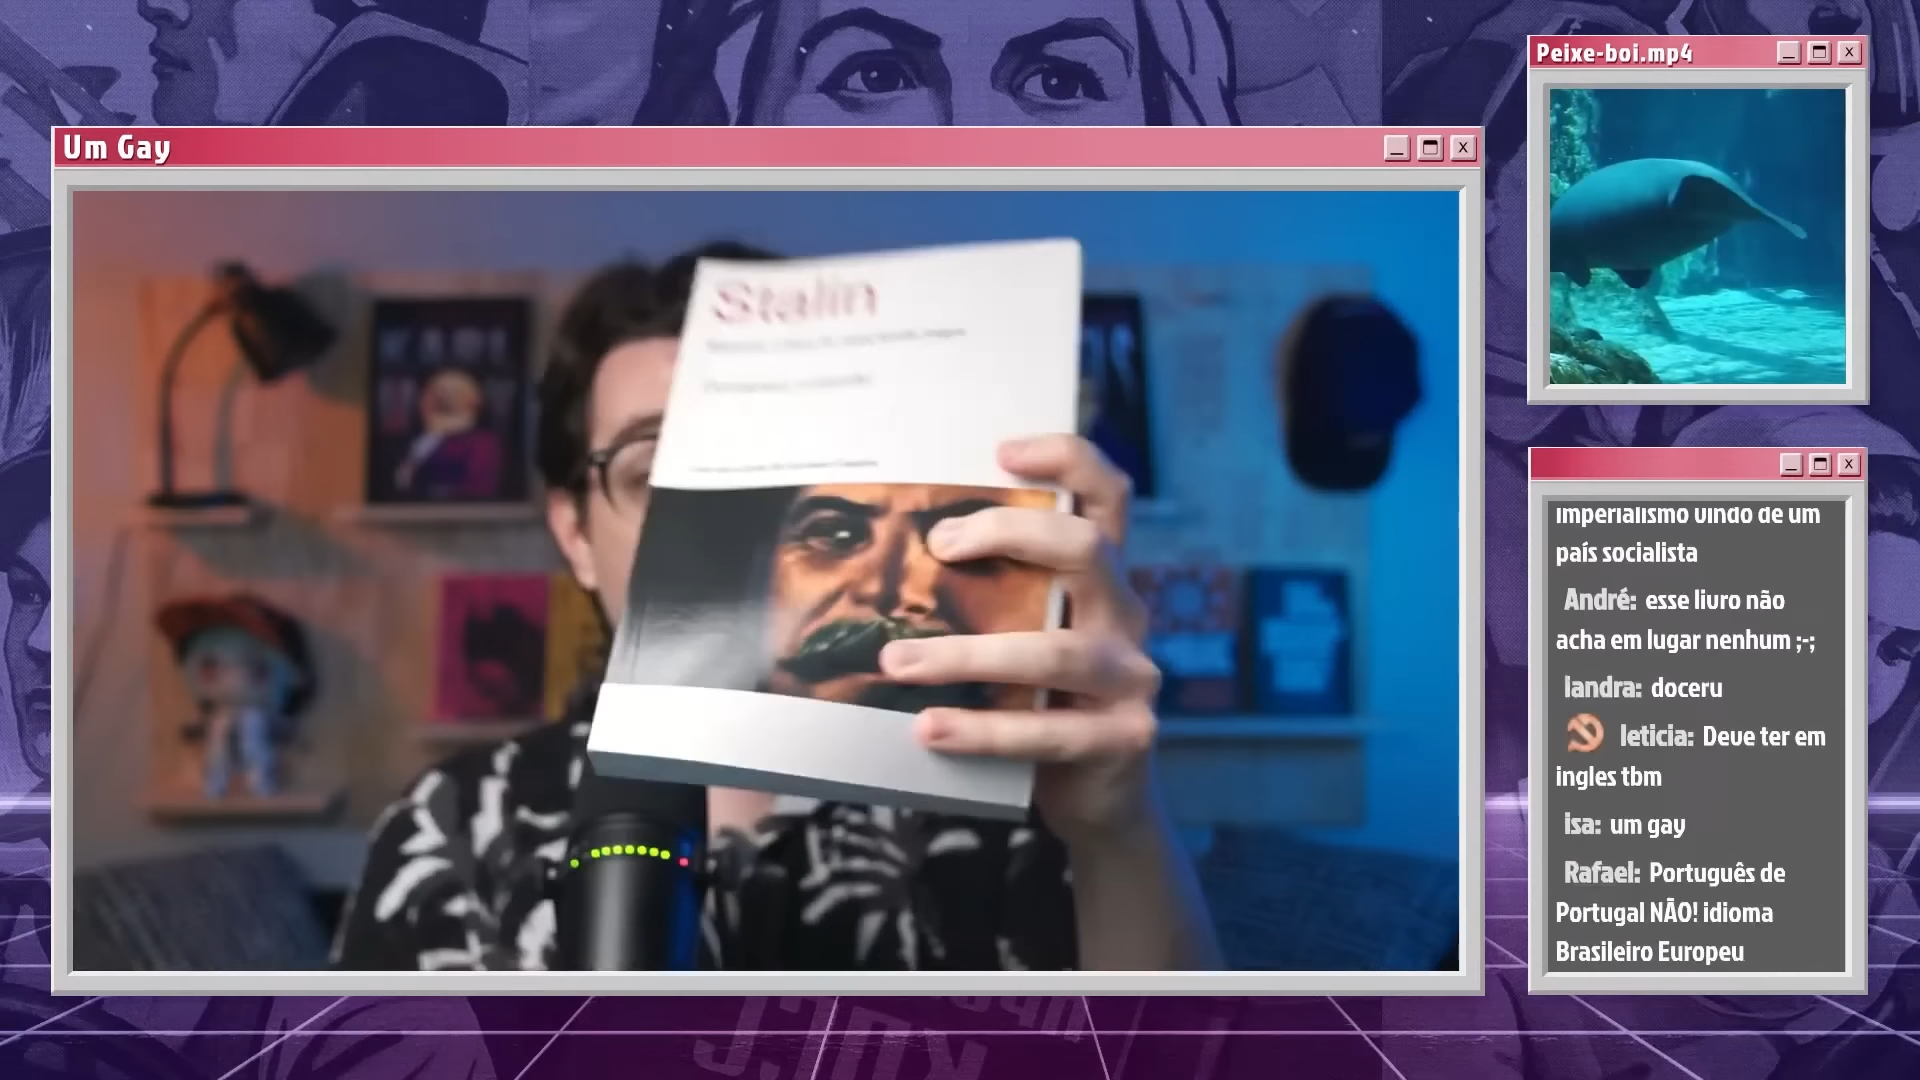 Um Gay
Stalin
KARL
Peixe-boi.mp4
imperialismo vindo de um
país socialista
André: esse livro não
acha em lugar nenhum ;-;
landra: doceru
leticia: Deve ter em
ingles tbm
isa: um gay
Rafael: Português de
Portugal NÃO! idioma
Brasileiro Europeu